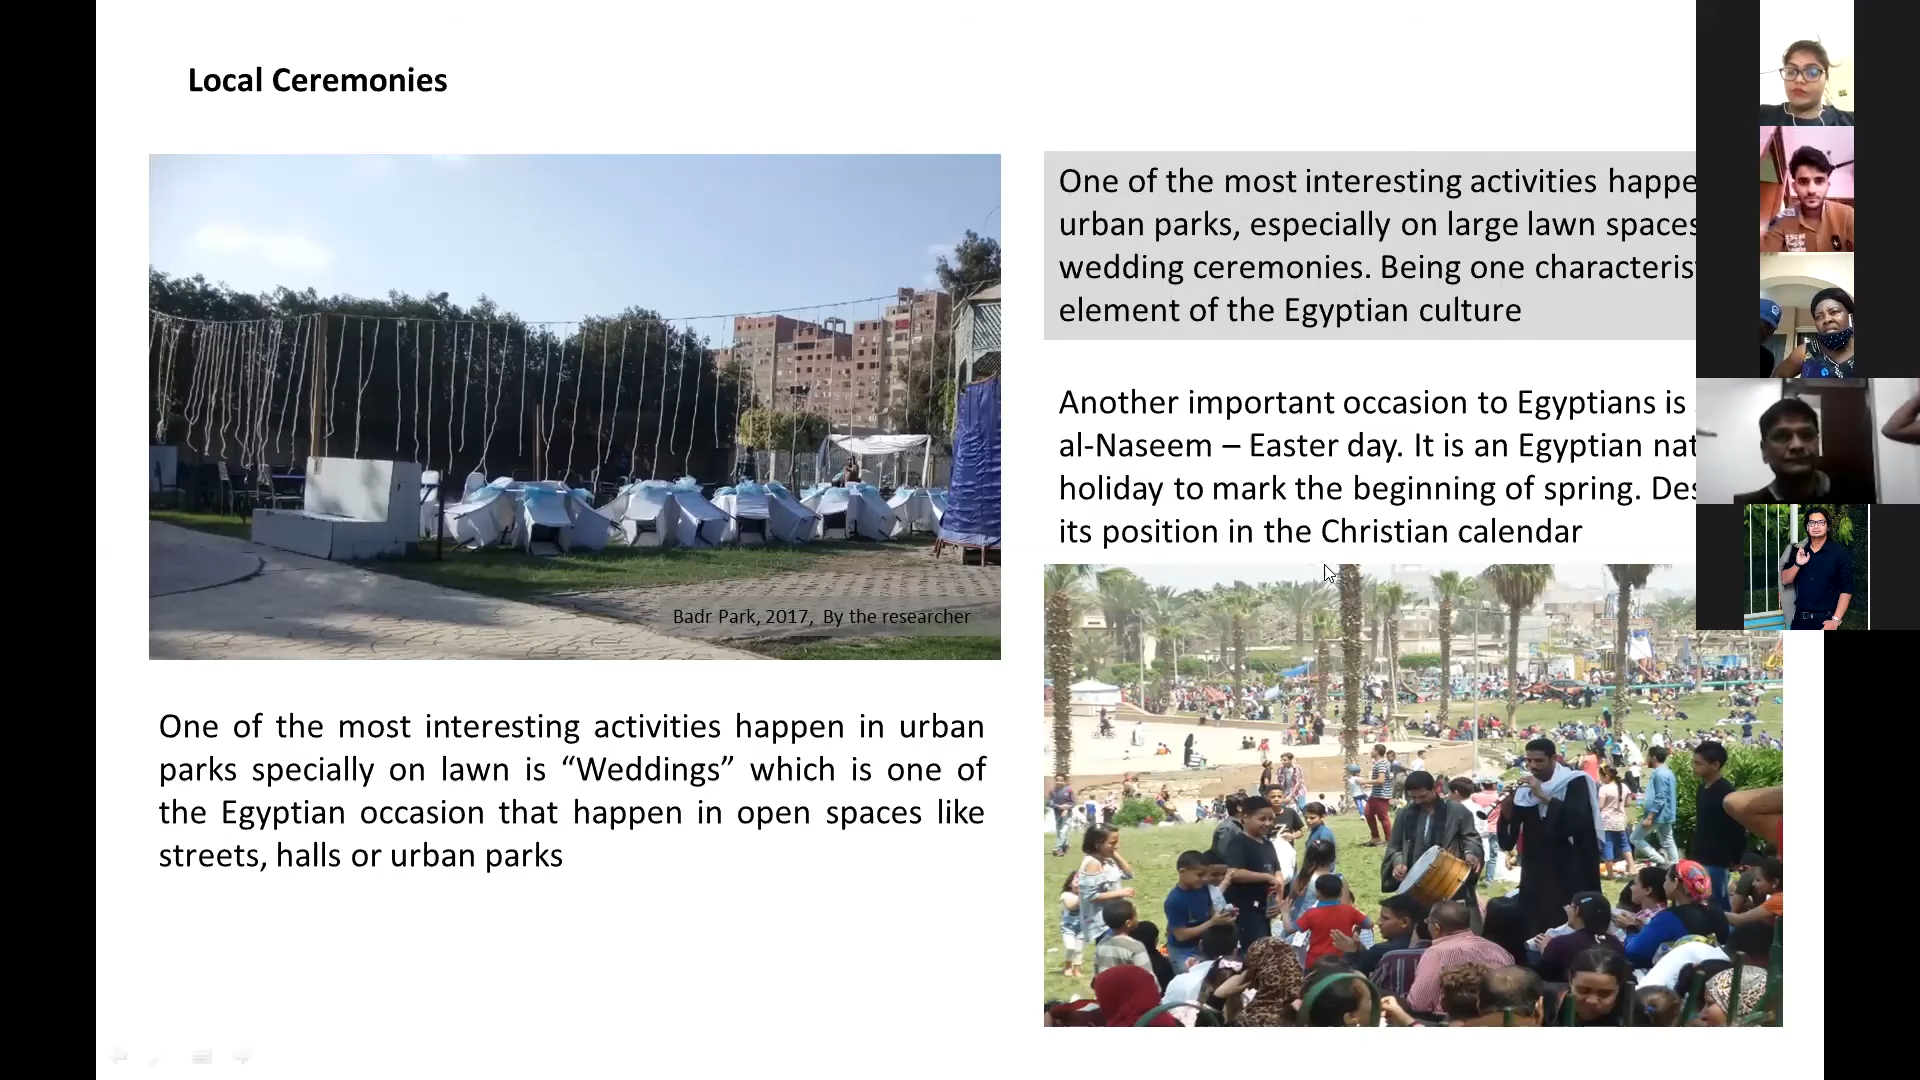 Local Ceremonies
One of the most interesting activities happe
urban parks, especially on large lawn spaces
wedding ceremonies. Being one characteris
element of the Egyptian culture
Another important occasion to Egyptians is
al-Naseem – Easter day. It is an Egyptian nat
holiday to mark the beginning of spring. Des
its position in the Christian calendar
Badr Park, 2017, By the researcher
One of the most interesting activities happen in urban
parks specially on lawn is “Weddings” which is one of
the Egyptian occasion that happen in open spaces like
streets, halls or urban parks